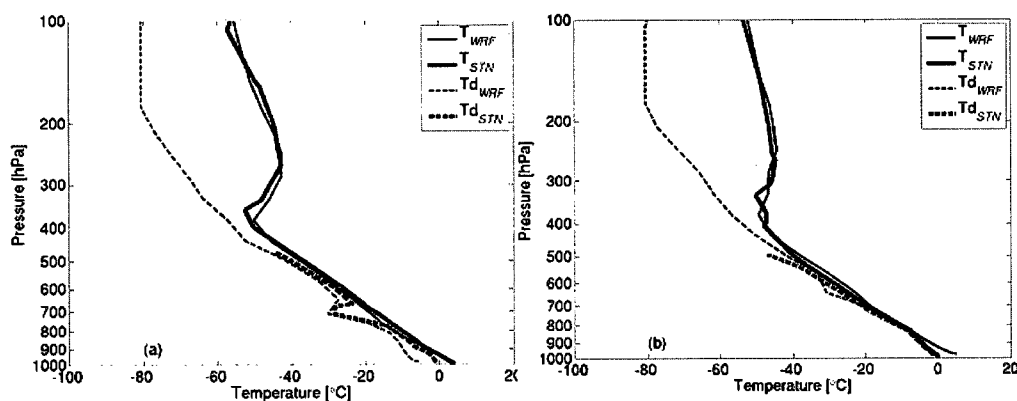 100
200
300
400
500
600
700
800
900
1000
Pressure [hPa]
-100
-80
-60
-40
-20
0
20
Temperature [°C]
(a)
T_WRF
T_STN
Td_WRF
Td_STN
100
200
300
400
500
600
700
800
900
1000
Pressure [hPa]
-100
-80
-60
-40
-20
0
20
Temperature [°C]
(b)
T_WRF
T_STN
Td_WRF
Td_STN